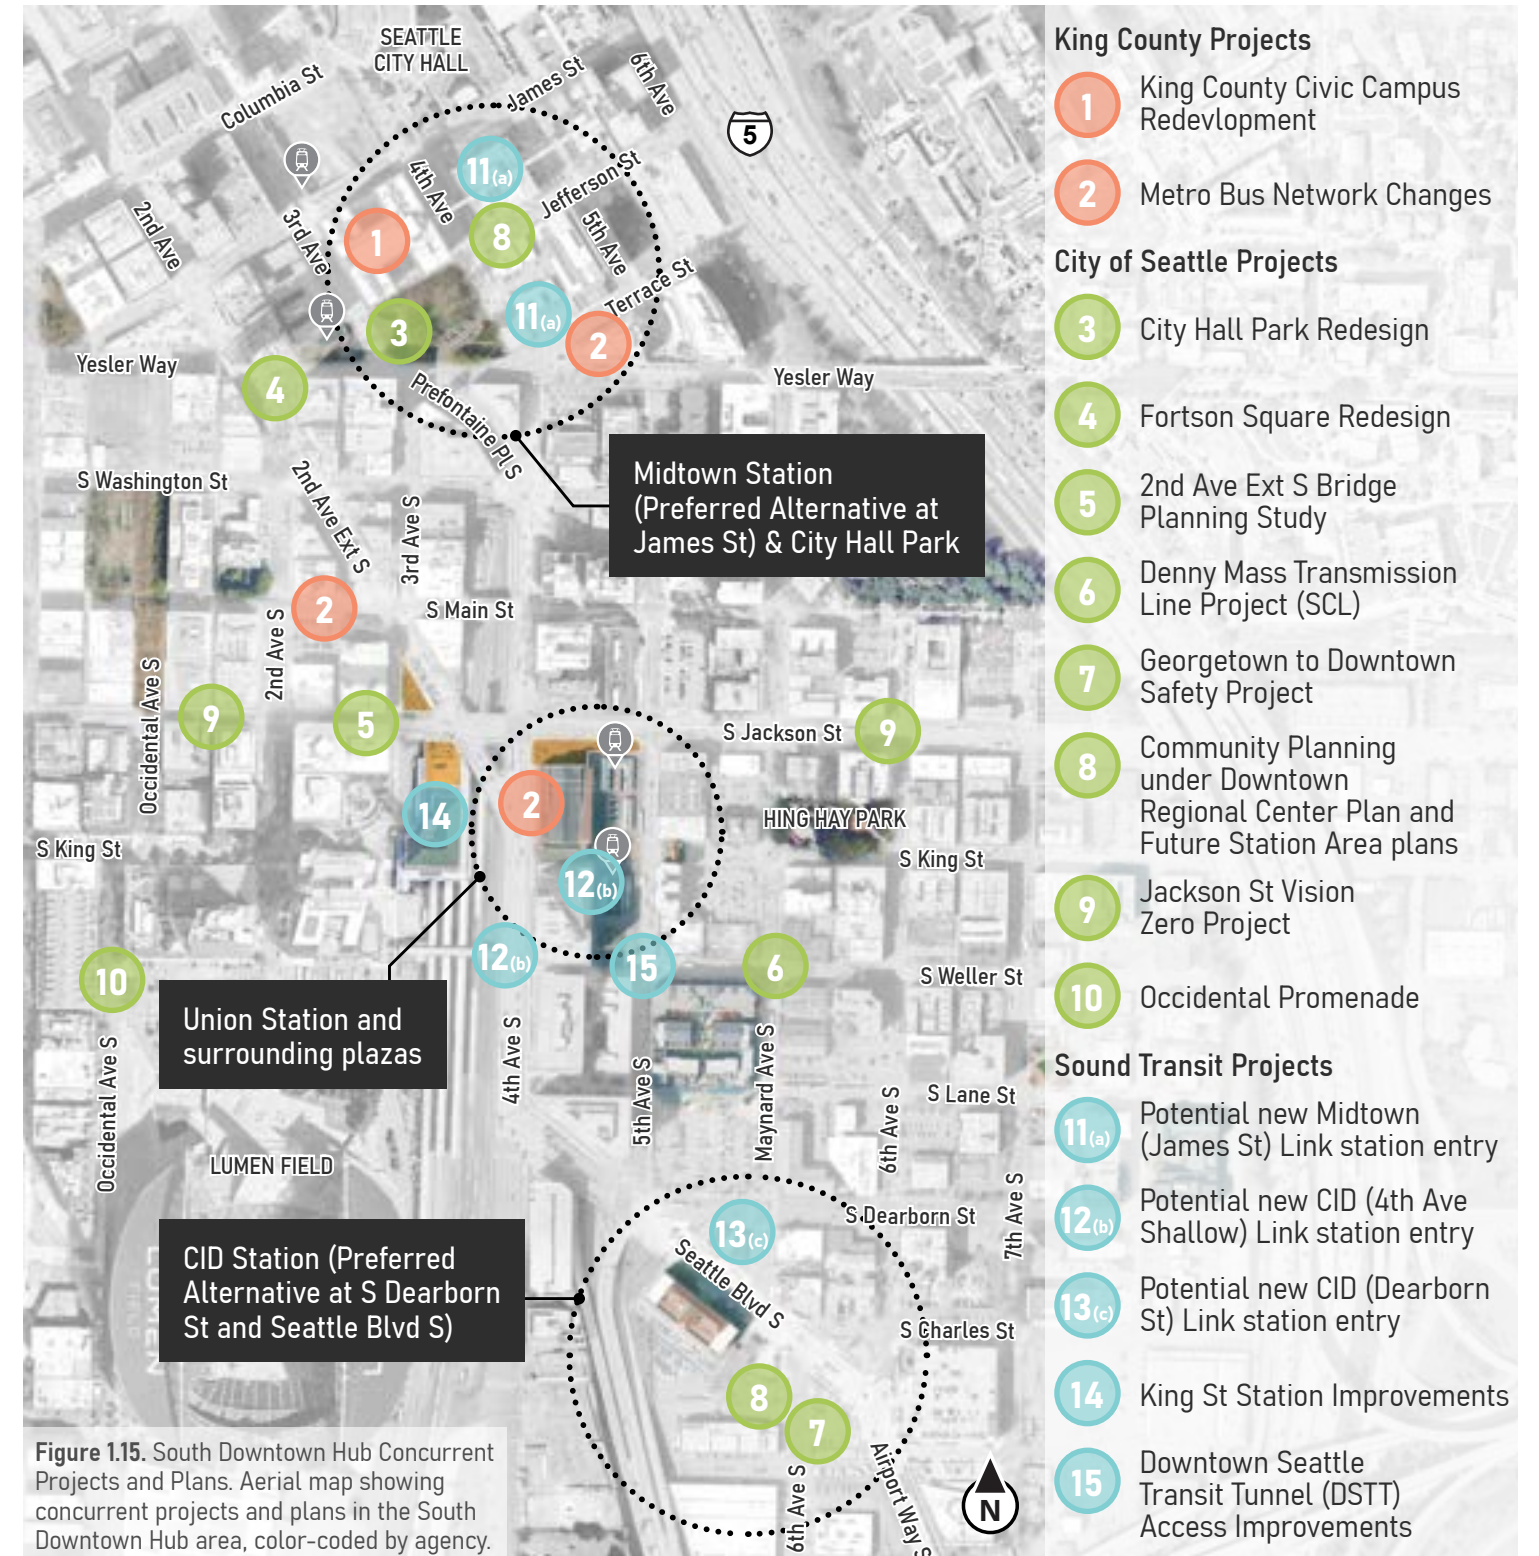 SEATTLE
CITY HALL
Columbia St
James St
6th Ave
5
11(a)
4th Ave
Jefferson St
2nd Ave
3rd Ave
1
8
5th Ave
Terrace St
11(a)
3
2
Yesler Way
4
Prefontaine Pl S
Yesler Way
Midtown Station
(Preferred Alternative at
James St) & City Hall Park
S Washington St
2nd Ave Ext S
3rd Ave S
2
S Main St
2nd Ave S
Occidental Ave S
9
5
S Jackson St
9
14
2
HING HAY PARK
S King St
S King St
12(b)
12(b)
15
6
10
S Weller St
Union Station and
surrounding plazas
Occidental Ave S
4th Ave S
5th Ave S
Maynard Ave S
6th Ave S
S Lane St
LUMEN FIELD
7th Ave S
S Dearborn St
13(c)
Seattle Blvd S
CID Station (Preferred
Alternative at S Dearborn
St and Seattle Blvd S)
S Charles St
8
7
6th Ave S
Airport Way S
N
Figure 1.15. South Downtown Hub Concurrent
Projects and Plans. Aerial map showing
concurrent projects and plans in the South
Downtown Hub area, color-coded by agency.
King County Projects
1
King County Civic Campus
Redevlopment
2
Metro Bus Network Changes
City of Seattle Projects
3
City Hall Park Redesign
4
Fortson Square Redesign
5
2nd Ave Ext S Bridge
Planning Study
6
Denny Mass Transmission
Line Project (SCL)
7
Georgetown to Downtown
Safety Project
8
Community Planning
under Downtown
Regional Center Plan and
Future Station Area plans
9
Jackson St Vision
Zero Project
10
Occidental Promenade
Sound Transit Projects
11(a)
Potential new Midtown
(James St) Link station entry
12(b)
Potential new CID (4th Ave
Shallow) Link station entry
13(c)
Potential new CID (Dearborn
St) Link station entry
14
King St Station Improvements
15
Downtown Seattle
Transit Tunnel (DSTT)
Access Improvements